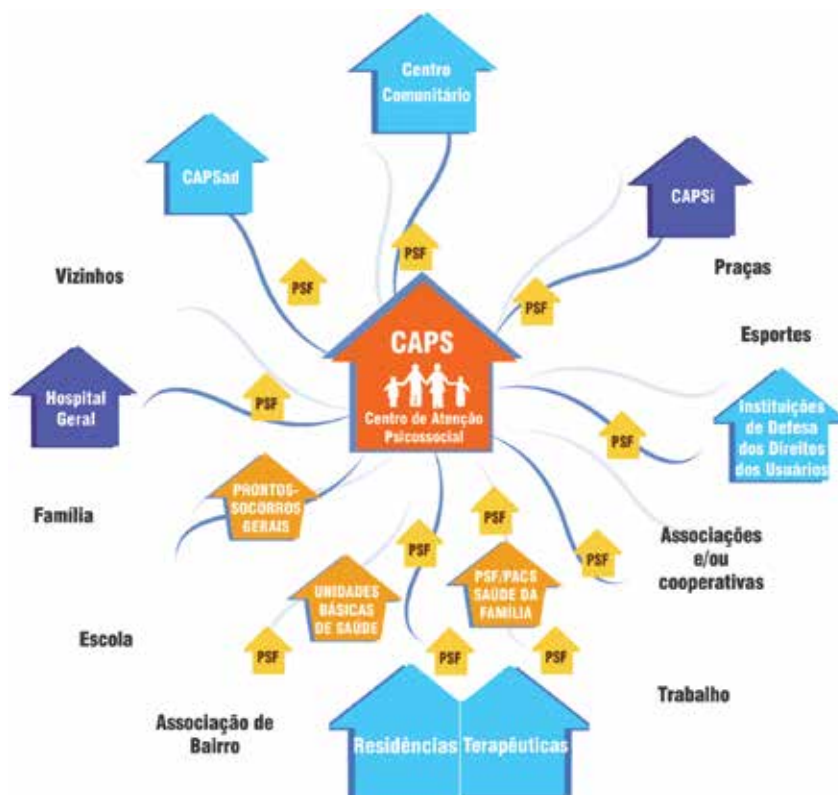 Centro
Comunitário
CAPSad
CAPSi
PSF
PSF
Vizinhos
Praças
PSF
CAPS
Esportes
Hospital
Geral
PSF
Centro de Atenção
Psicossocial
PSF
Instituições
de Defesa
dos Direitos
dos Usuários
PRONTOS-
SOCORROS
GERAIS
Família
PSF
Associações
e/ou
cooperativas
PSF
PSF
UNIDADES
BÁSICAS
DE SAÚDE
PSF/PACS
SAÚDE DA
FAMÍLIA
Escola
PSF
PSF
PSF
Trabalho
Associação de
Bairro
Residências
Terapêuticas